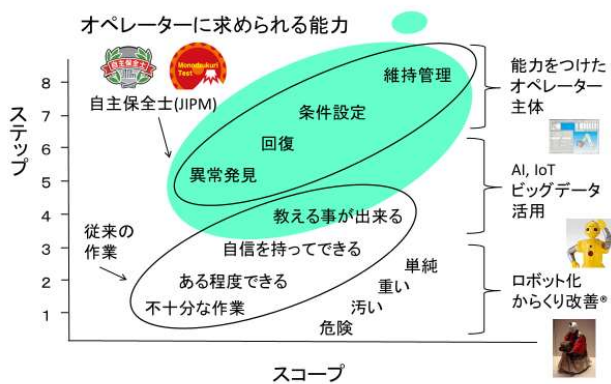 オペレーターに求められる能力
Monodsukuri
Test
自主保全士(JIPM)
ステップ
8
7
6
5
4
3
2
1
維持管理
条件設定
回復
異常発見
教える事が出来る
自信を持ってできる
ある程度できる
不十分な作業
従来の
作業
単純
重い
汚い
危険
スコープ
能力をつけた
オペレーター
主体
AI, IoT
ビッグデータ
活用
ロボット化
からくり改善®